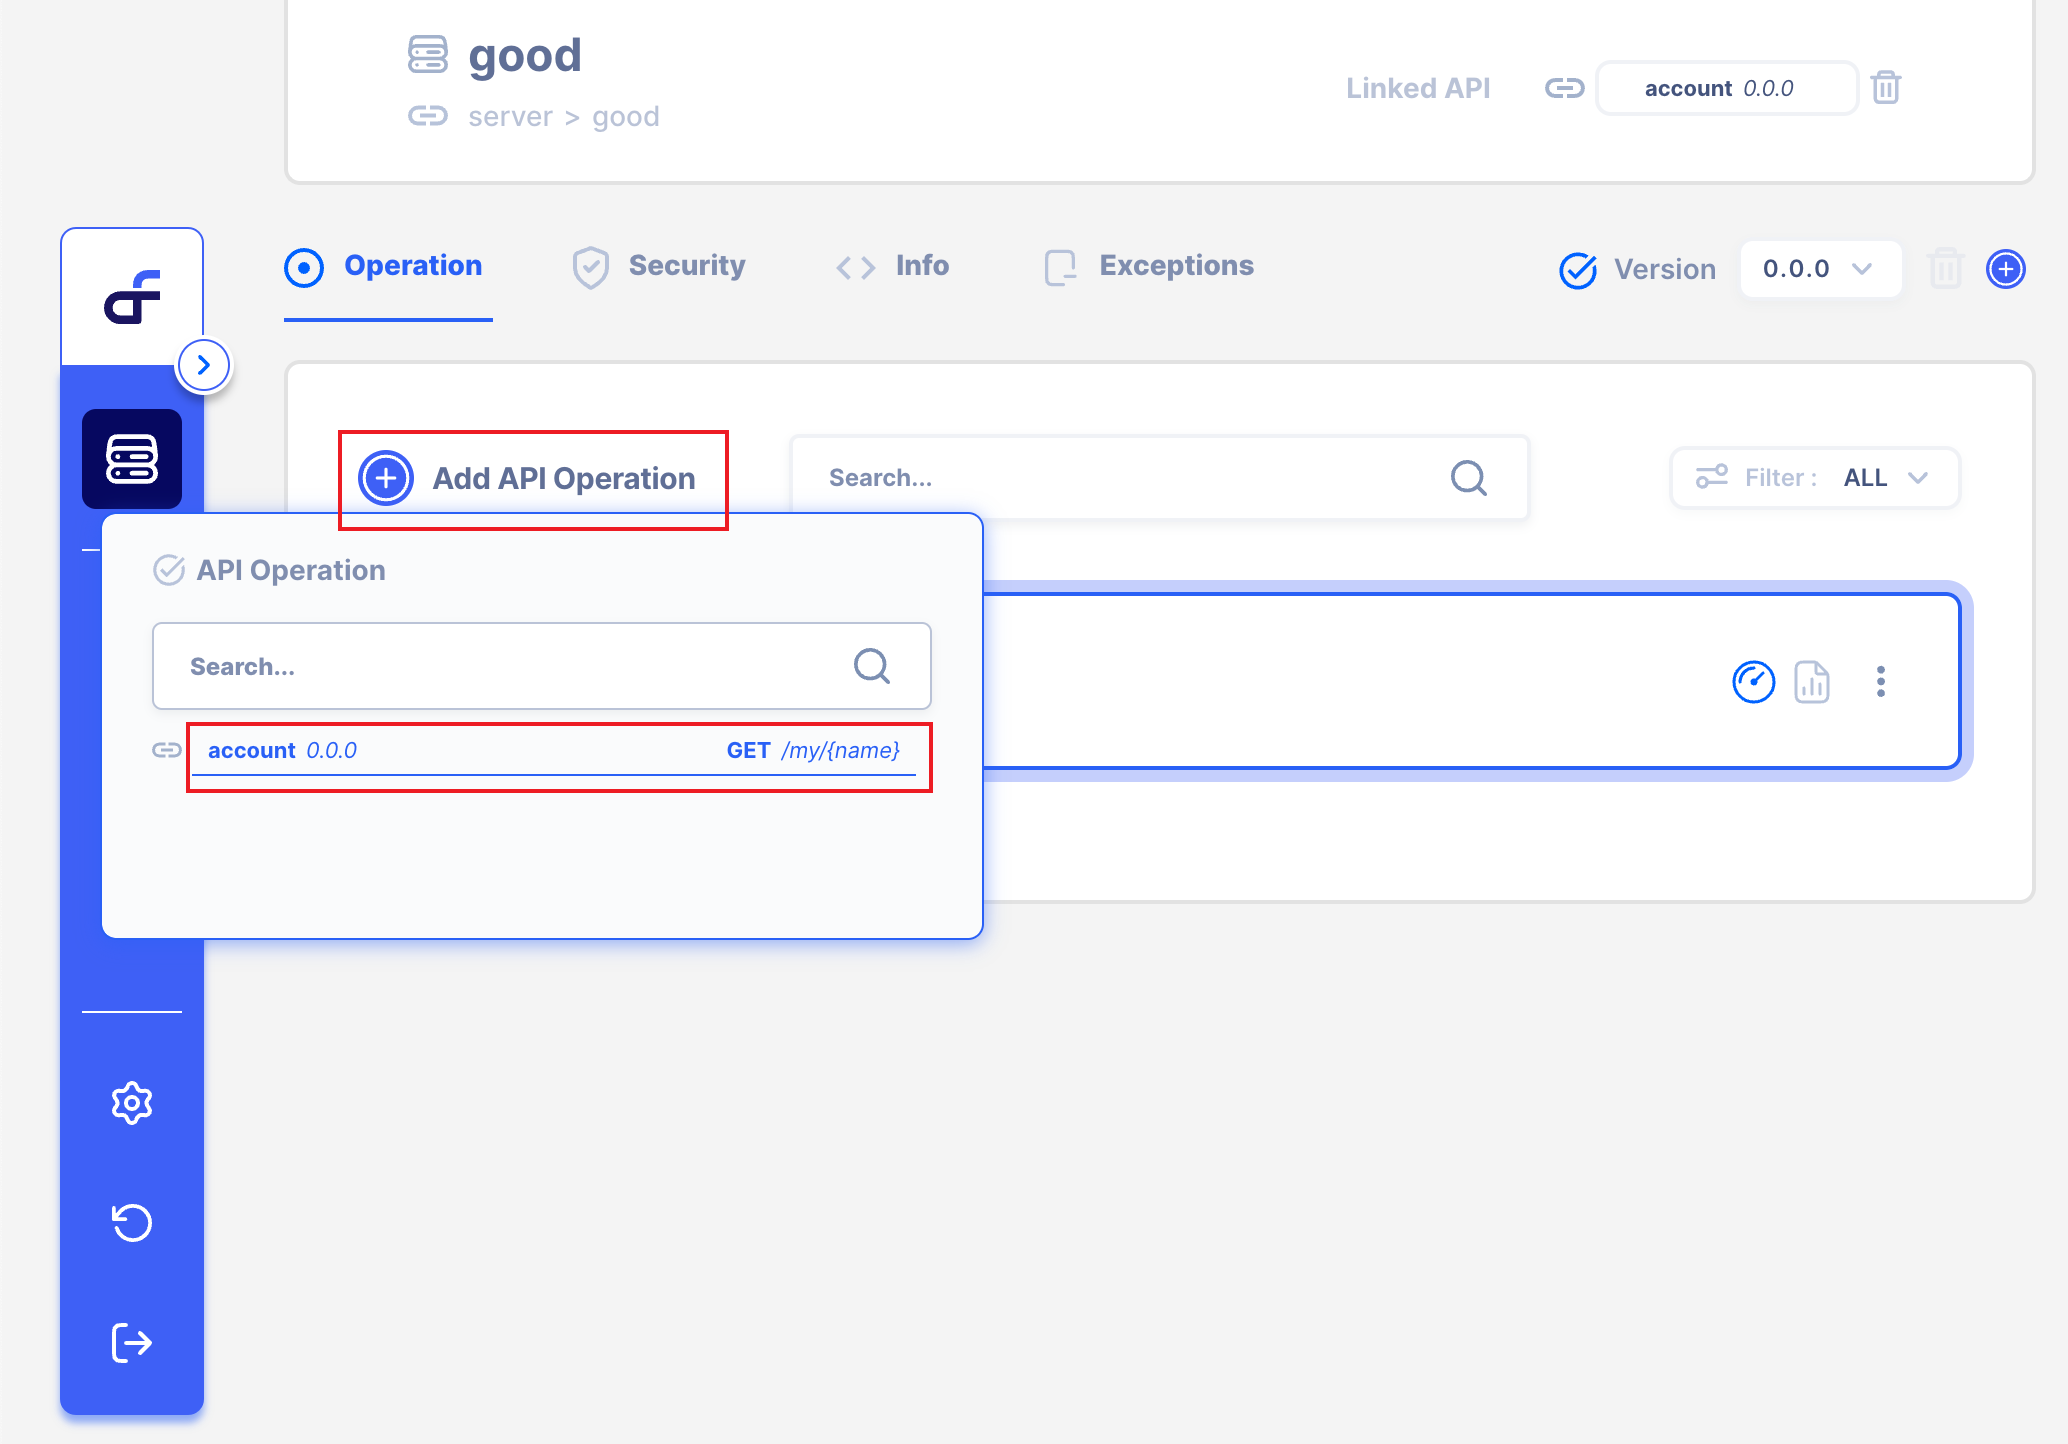 good
server > good
Linked API account 0.0.0
Operation Security Info Exceptions Version 0.0.0
Add API Operation Search... Filter : ALL
API Operation
Search...
account 0.0.0 GET /my/{name}